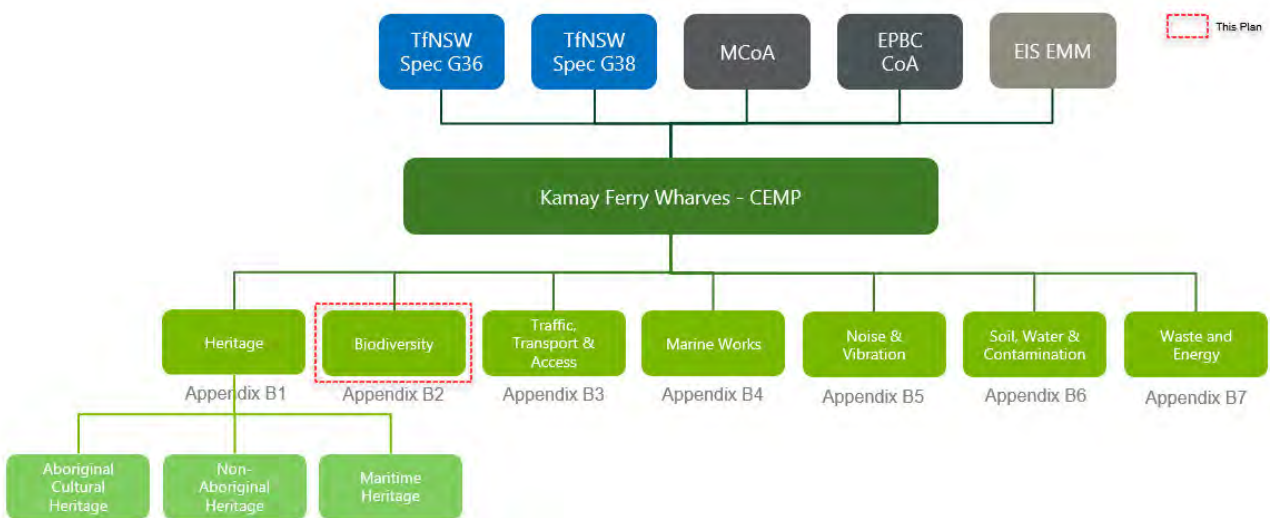 TfNSW
Spec G36
TfNSW
Spec G38
MCoA
EPBC
CoA
EIS EMM
This Plan
Kamay Ferry Wharves - CEMP
Heritage
Biodiversity
Traffic,
Transport &
Access
Marine Works
Noise &
Vibration
Soil, Water &
Contamination
Waste and
Energy
Appendix B1
Appendix B2
Appendix B3
Appendix B4
Appendix B5
Appendix B6
Appendix B7
Aboriginal
Cultural
Heritage
Non-
Aboriginal
Heritage
Maritime
Heritage